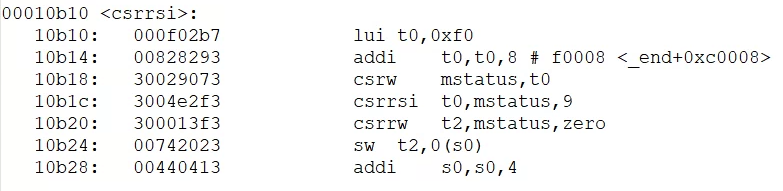 00010b10 <csrrsi>:
10b10: 000f02b7 lui t0,0xf0
10b14: 00828293 addi t0,t0,8 # f0008 <_end+0xc0008>
10b18: 30029073 csrw mstatus,t0
10b1c: 3004e2f3 csrrsi t0,mstatus,9
10b20: 300013f3 csrrw t2,mstatus,zero
10b24: 00742023 sw t2,0(s0)
10b28: 00440413 addi s0,s0,4